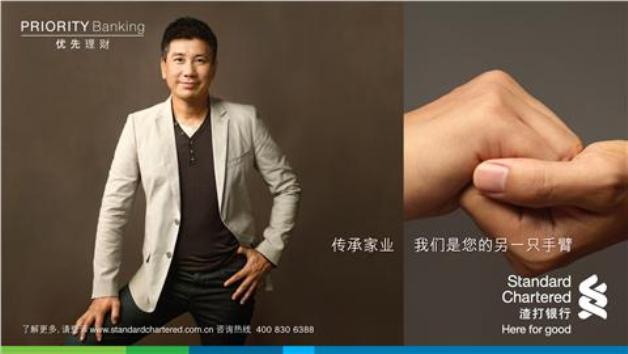 PRIORITY Banking
优先理财
传承家业 我们是您的另一只手臂
Standard
Chartered
渣打银行
Here for good
了解更多, 请登录 www.standardchartered.com.cn 咨询热线 400 830 6388